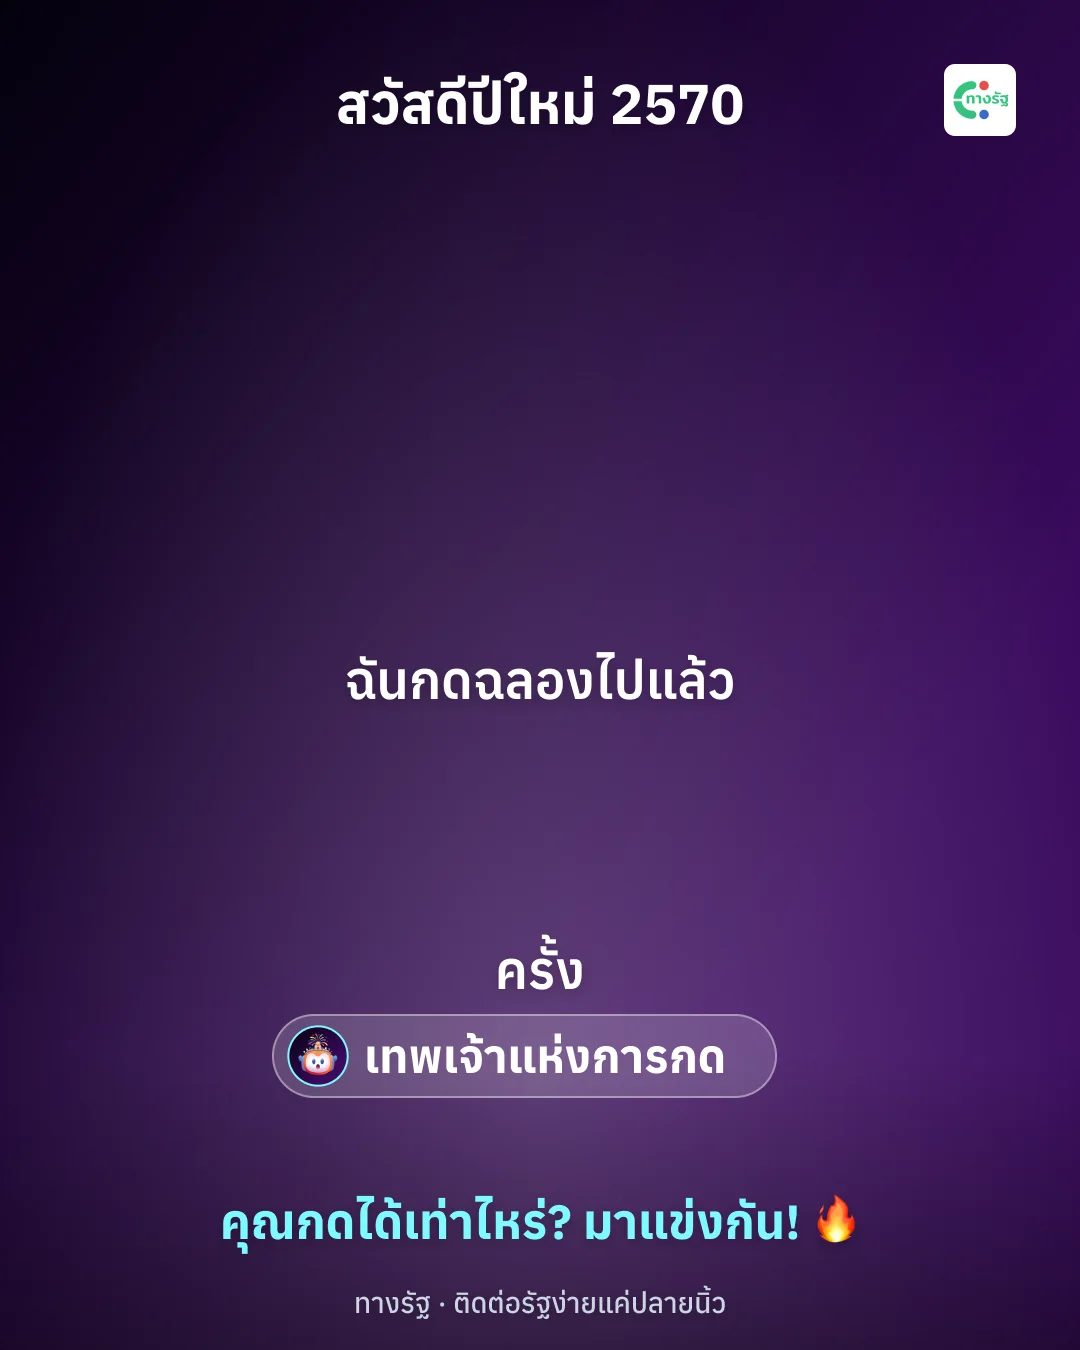 สวัสดีปีใหม่ 2570
ทางรัฐ
ฉันกดฉลองไปแล้ว
ครั้ง
เทพเจ้าแห่งการกด
คุณกดได้เท่าไหร่? มาแข่งกัน! 🔥
ทางรัฐ · ติดต่อรัฐง่ายแค่ปลายนิ้ว